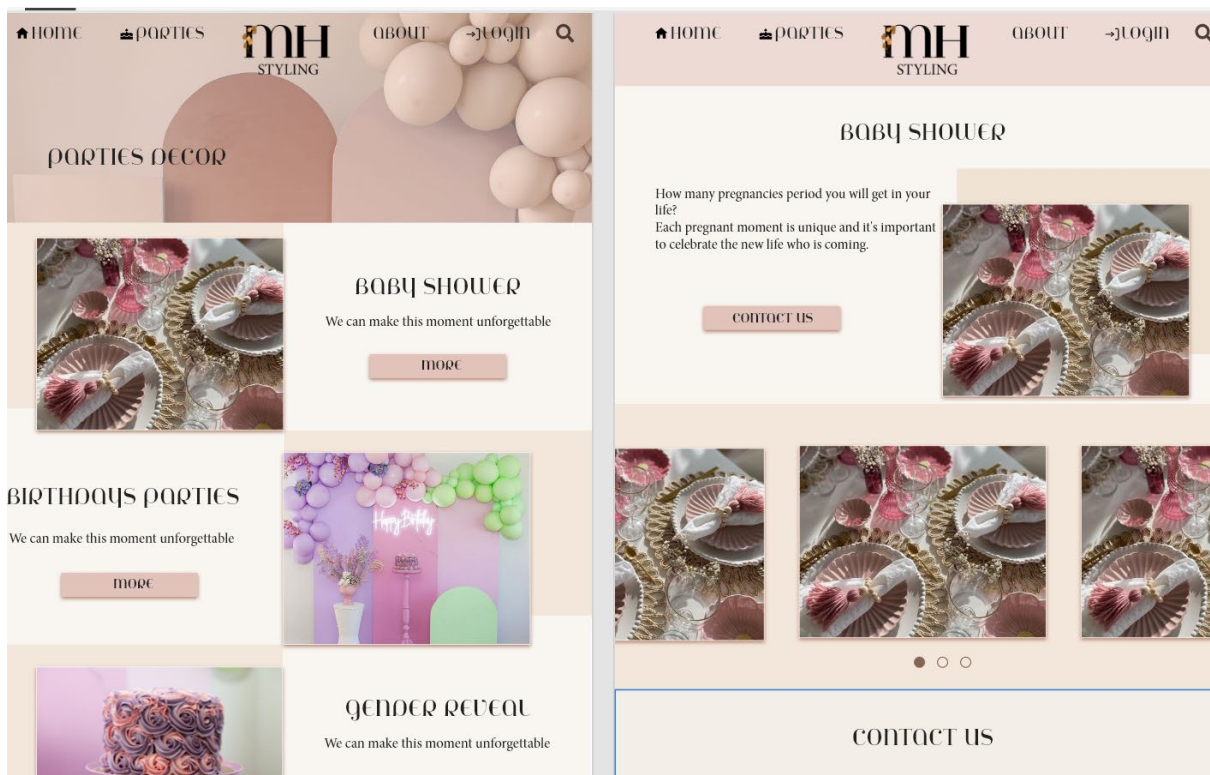 HOME PARTIES MH STYLING ABOUT LOGIN
PARTIES DECOR
BABY SHOWER
We can make this moment unforgettable
MORE
BIRTHDAYS PARTIES
We can make this moment unforgettable
MORE
Happy Birthday
GENDER REVEAL
We can make this moment unforgettable
HOME PARTIES MH STYLING ABOUT LOGIN
BABY SHOWER
How many pregnancies period you will get in your
life?
Each pregnant moment is unique and it's important
to celebrate the new life who is coming.
CONTACT US
CONTACT US